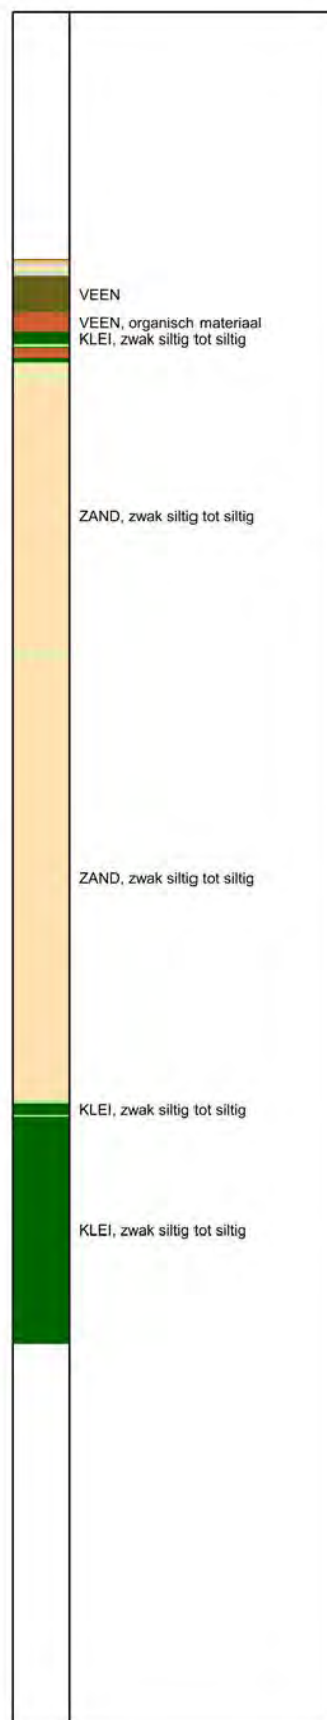 VEEN
VEEN, organisch materiaal
KLEI, zwak siltig tot siltig
ZAND, zwak siltig tot siltig
ZAND, zwak siltig tot siltig
KLEI, zwak siltig tot siltig
KLEI, zwak siltig tot siltig